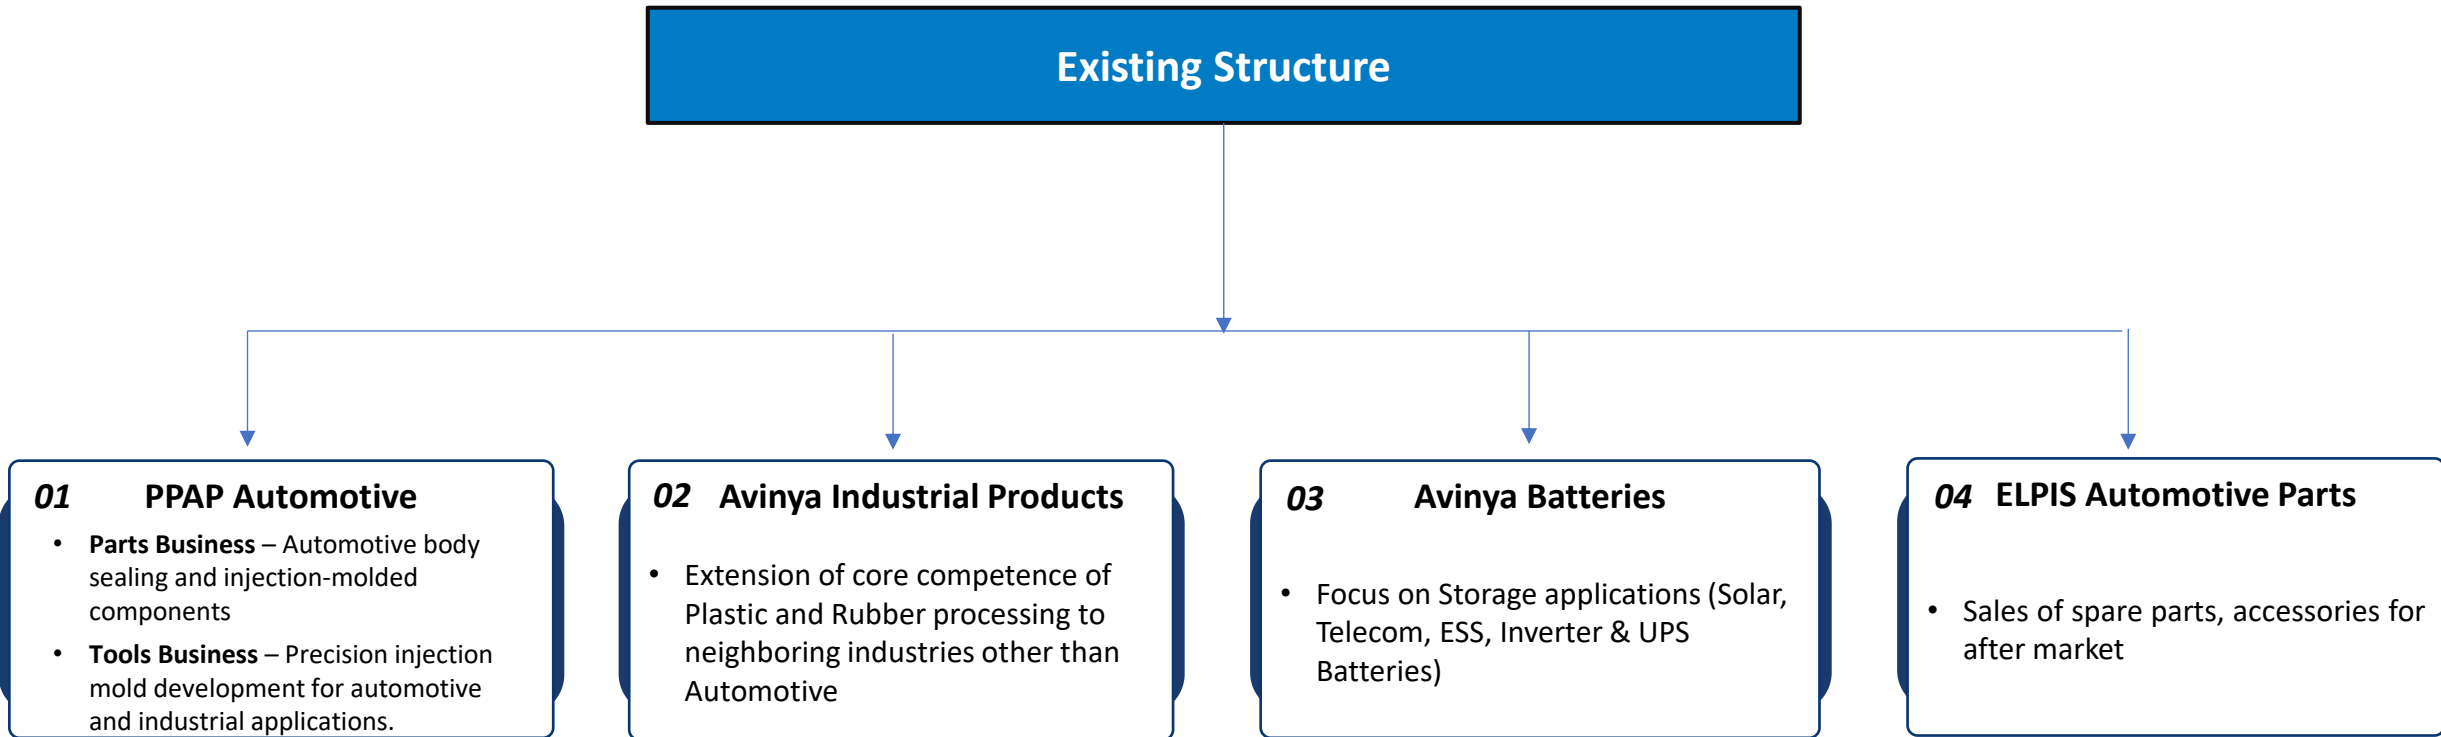 Existing Structure
01 PPAP Automotive
• Parts Business – Automotive body
sealing and injection-molded
components
• Tools Business – Precision injection
mold development for automotive
and industrial applications.
02 Avinya Industrial Products
• Extension of core competence of
Plastic and Rubber processing to
neighboring industries other than
Automotive
03 Avinya Batteries
• Focus on Storage applications (Solar,
Telecom, ESS, Inverter & UPS
Batteries)
04 ELPIS Automotive Parts
• Sales of spare parts, accessories for
after market